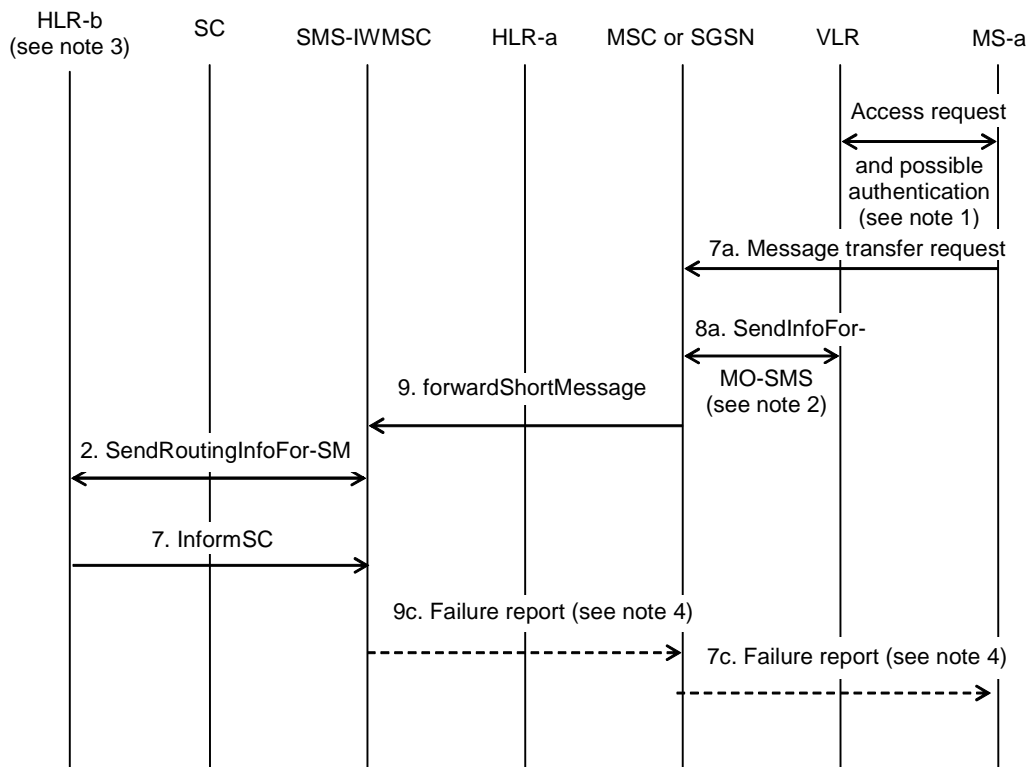 HLR-b
(see note 3)
SC
SMS-IWMSC
HLR-a
MSC or SGSN
VLR
MS-a
Access request
and possible
authentication
(see note 1)
7a. Message transfer request
8a. SendInfoFor-
MO-SMS
(see note 2)
9. forwardShortMessage
2. SendRoutingInfoFor-SM
7. InformSC
9c. Failure report (see note 4)
7c. Failure report (see note 4)